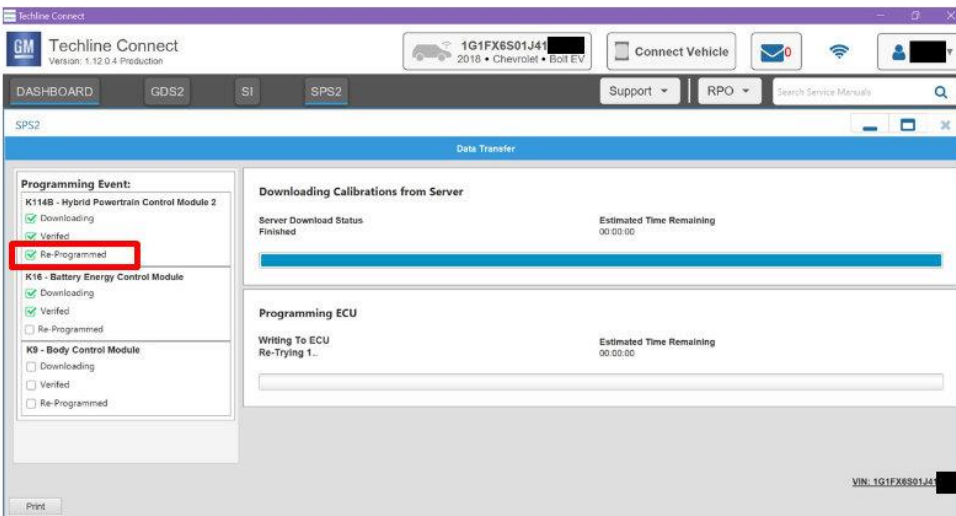 Techline Connect
GM
Techline Connect
Version: 1.12.0.4 Production
1G1FX6S01J41
2018 • Chevrolet • Bolt EV
Connect Vehicle
0
DASHBOARD GDS2 SI SPS2 Support RPO Search Service Manuals
SPS2
Data Transfer
Programming Event:
K114B - Hybrid Powertrain Control Module 2
Downloading
Verifed
Re-Programmed
K16 - Battery Energy Control Module
Downloading
Verifed
Re-Programmed
K9 - Body Control Module
Downloading
Verifed
Re-Programmed
Downloading Calibrations from Server
Server Download Status Estimated Time Remaining
Finished 00:00:00
Programming ECU
Writing To ECU Estimated Time Remaining
Re-Trying 1.. 00:00:00
VIN: 1G1FX6S01J41
Print